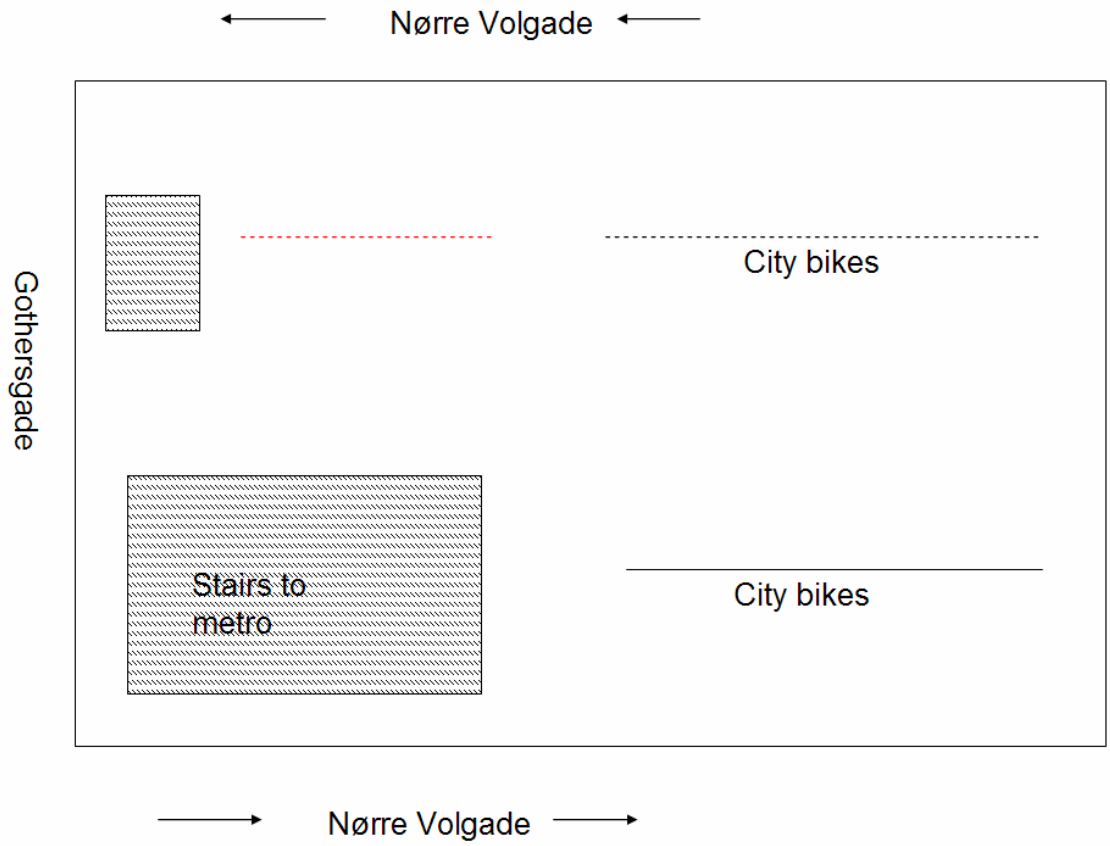 Nørre Volgade
City bikes
Gothersgade
Stairs to
metro
City bikes
Nørre Volgade